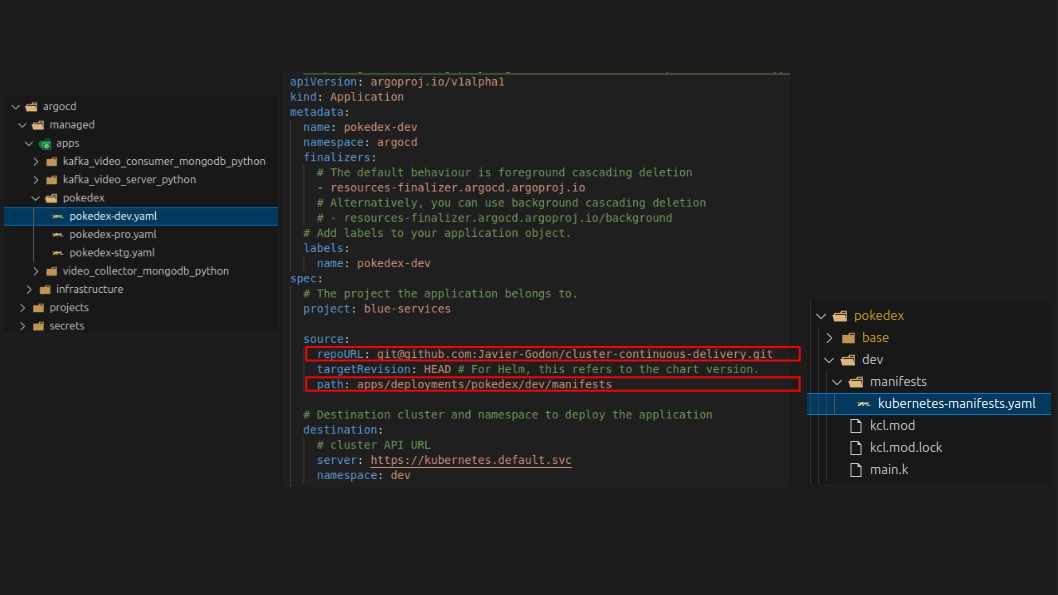 argocd
managed
apps
kafka_video_consumer_mongodb_python
kafka_video_server_python
pokedex
pokedex-dev.yaml
pokedex-pro.yaml
pokedex-stg.yaml
video_collector_mongodb_python
infrastructure
projects
secrets
apiVersion: argoproj.io/v1alpha1
kind: Application
metadata:
name: pokedex-dev
namespace: argocd
finalizers:
# The default behaviour is foreground cascading deletion
- resources-finalizer.argocd.argoproj.io
# Alternatively, you can use background cascading deletion
# - resources-finalizer.argocd.argoproj.io/background
# Add labels to your application object.
labels:
name: pokedex-dev
spec:
# The project the application belongs to.
project: blue-services
source:
repoURL: git@github.com:Javier-Godon/cluster-continuous-delivery.git
targetRevision: HEAD # For Helm, this refers to the chart version.
path: apps/deployments/pokedex/dev/manifests
# Destination cluster and namespace to deploy the application
destination:
# cluster API URL
server: https://kubernetes.default.svc
namespace: dev
pokedex
base
dev
manifests
kubernetes-manifests.yaml
kcl.mod
kcl.mod.lock
main.k